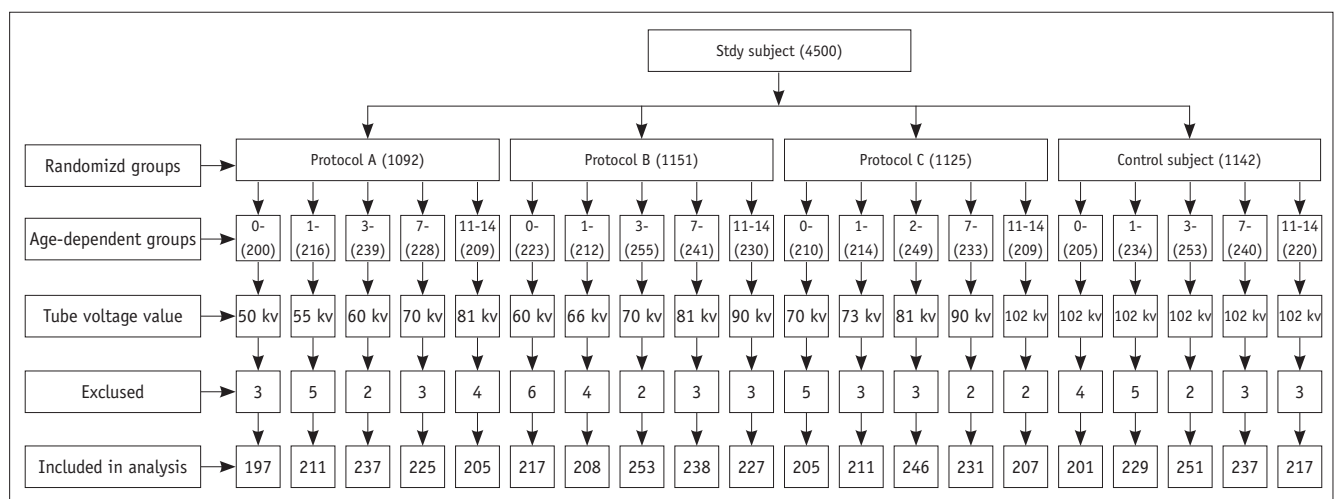 Stdy subject (4500)
Randomizd groups
Protocol A (1092)
Protocol B (1151)
Protocol C (1125)
Control subject (1142)
Age-dependent groups
0-
(200)
1-
(216)
3-
(239)
7-
(228)
11-14
(209)
0-
(223)
1-
(212)
3-
(255)
7-
(241)
11-14
(230)
0-
(210)
1-
(214)
2-
(249)
7-
(233)
11-14
(209)
0-
(205)
1-
(234)
3-
(253)
7-
(240)
11-14
(220)
Tube voltage value
50 kv
55 kv
60 kv
70 kv
81 kv
60 kv
66 kv
70 kv
81 kv
90 kv
70 kv
73 kv
81 kv
90 kv
102 kv
102 kv
102 kv
102 kv
102 kv
102 kv
Exclused
3
5
2
3
4
6
4
2
3
3
5
3
3
2
2
4
5
2
3
3
Included in analysis
197
211
237
225
205
217
208
253
238
227
205
211
246
231
207
201
229
251
237
217